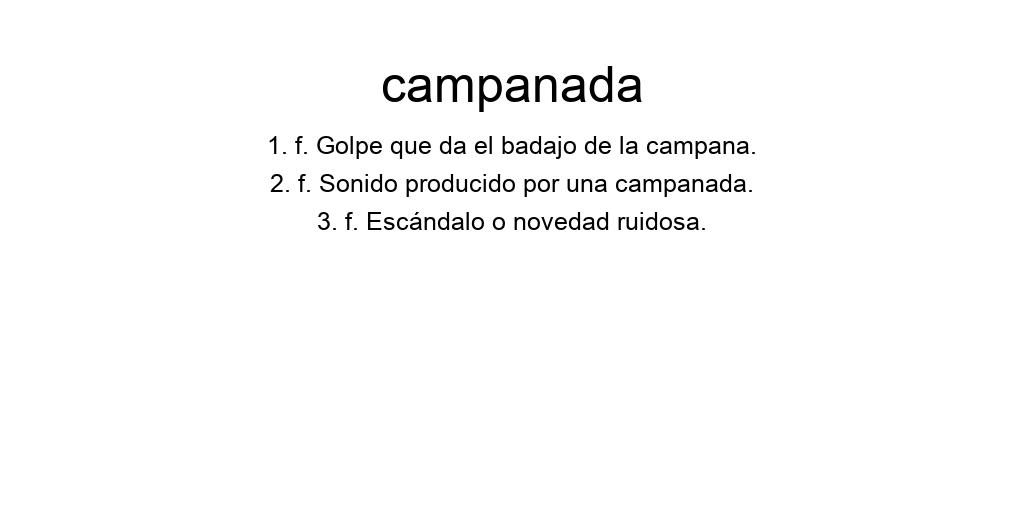 campanada
1. f. Golpe que da el badajo de la campana.
2. f. Sonido producido por una campanada.
3. f. Escándalo o novedad ruidosa.